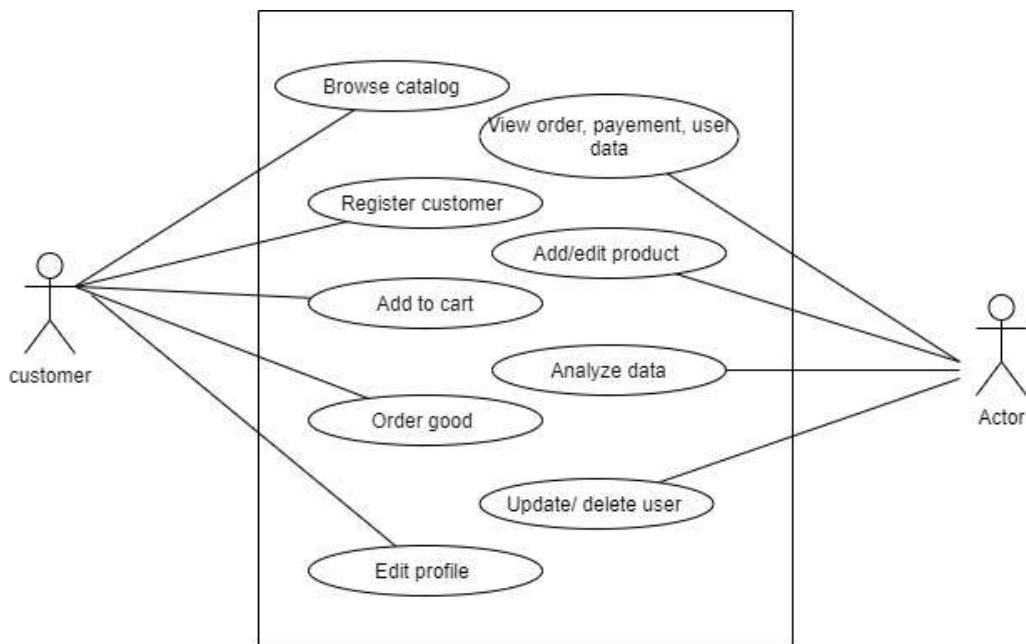 Browse catalog
View order, payement, user
data
Register customer
Add/edit product
Add to cart
customer
Analyze data
Actor
Order good
Update/ delete user
Edit profile